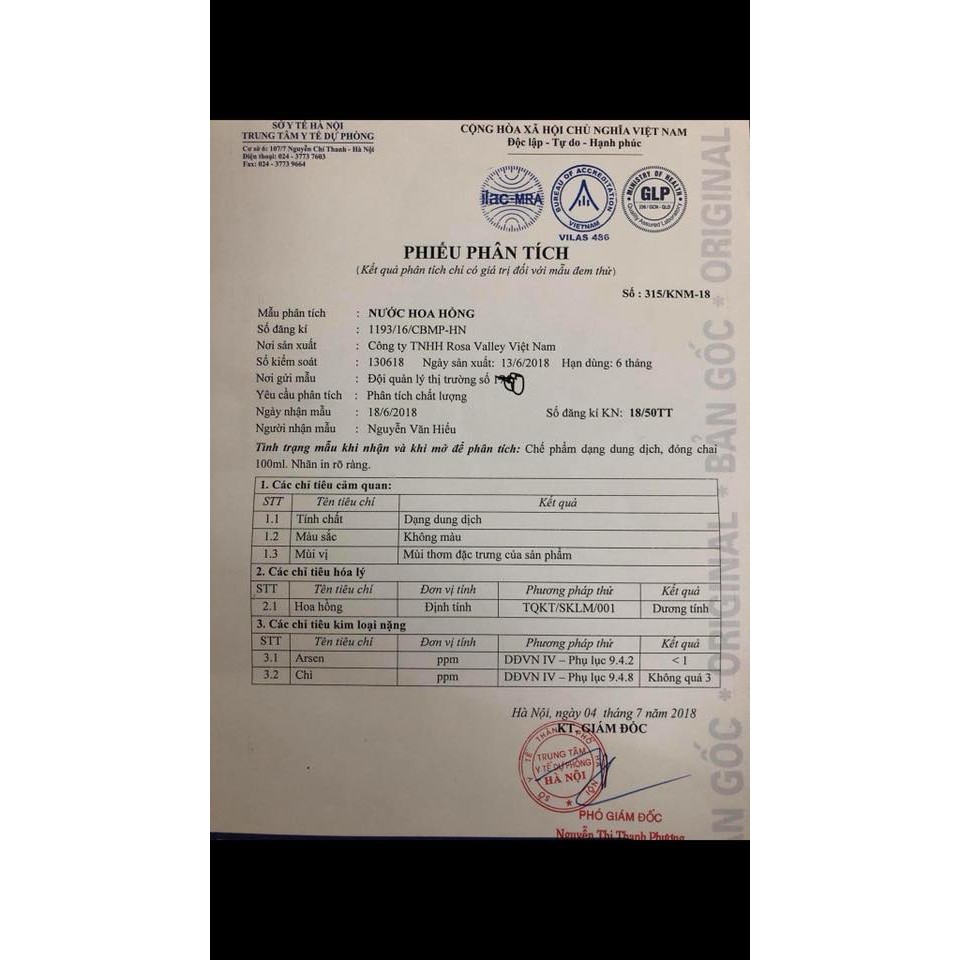 SỞ Y TẾ HÀ NỘI
TRUNG TÂM Y TẾ DỰ PHÒNG
Cơ sở 6: 107/7 Nguyễn Chí Thanh - Hà Nội
Điện thoại: 024 - 3773 7603
Fax: 024 - 3773 9664
CỘNG HÒA XÃ HỘI CHỦ NGHĨA VIỆT NAM
Độc lập - Tự do - Hạnh phúc
ilac-MRA
BUREAU OF ACCREDITATION
VIETNAM
VILAS 486
MINISTRY OF HEALTH
GLP
Quality Assured Laboratory
PHIẾU PHÂN TÍCH
(Kết quả phân tích chỉ có giá trị đối với mẫu đem thử)
Số : 315/KNM-18
Mẫu phân tích : NƯỚC HOA HỒNG
Số đăng kí : 1193/16/CBMP-HN
Nơi sản xuất : Công ty TNHH Rosa Valley Việt Nam
Số kiểm soát : 130618 Ngày sản xuất: 13/6/2018 Hạn dùng: 6 tháng
Nơi gửi mẫu : Đội quản lý thị trường số
Yêu cầu phân tích : Phân tích chất lượng
Ngày nhận mẫu : 18/6/2018 Số đăng kí KN: 18/50TT
Người nhận mẫu : Nguyễn Văn Hiếu
Tình trạng mẫu khi nhận và khi mở để phân tích: Chế phẩm dạng dung dịch, đóng chai
100ml. Nhãn in rõ ràng.
1. Các chỉ tiêu cảm quan:
STT Tên tiêu chí Kết quả
1.1 Tính chất Dạng dung dịch
1.2 Màu sắc Không màu
1.3 Mùi vị Mùi thơm đặc trưng của sản phẩm
2. Các chỉ tiêu hóa lý
STT Tên tiêu chí Đơn vị tính Phương pháp thử Kết quả
2.1 Hoa hồng Định tính TQKT/SKLM/001 Dương tính
3. Các chỉ tiêu kim loại nặng
STT Tên tiêu chí Đơn vị tính Phương pháp thử Kết quả
3.1 Arsen ppm DĐVN IV – Phụ lục 9.4.2 < 1
3.2 Chì ppm DĐVN IV – Phụ lục 9.4.8 Không quá 3
Hà Nội, ngày 04 tháng 7 năm 2018
KT. GIÁM ĐỐC
SỞ Y TẾ THÀNH PHỐ HÀ NỘI
TRUNG TÂM
Y TẾ DỰ PHÒNG
HÀ NỘI
PHÓ GIÁM ĐỐC
Nguyễn Thị Thanh Phương
BẢN GỐC * ORIGINAL * BẢN GỐC * ORIGINAL